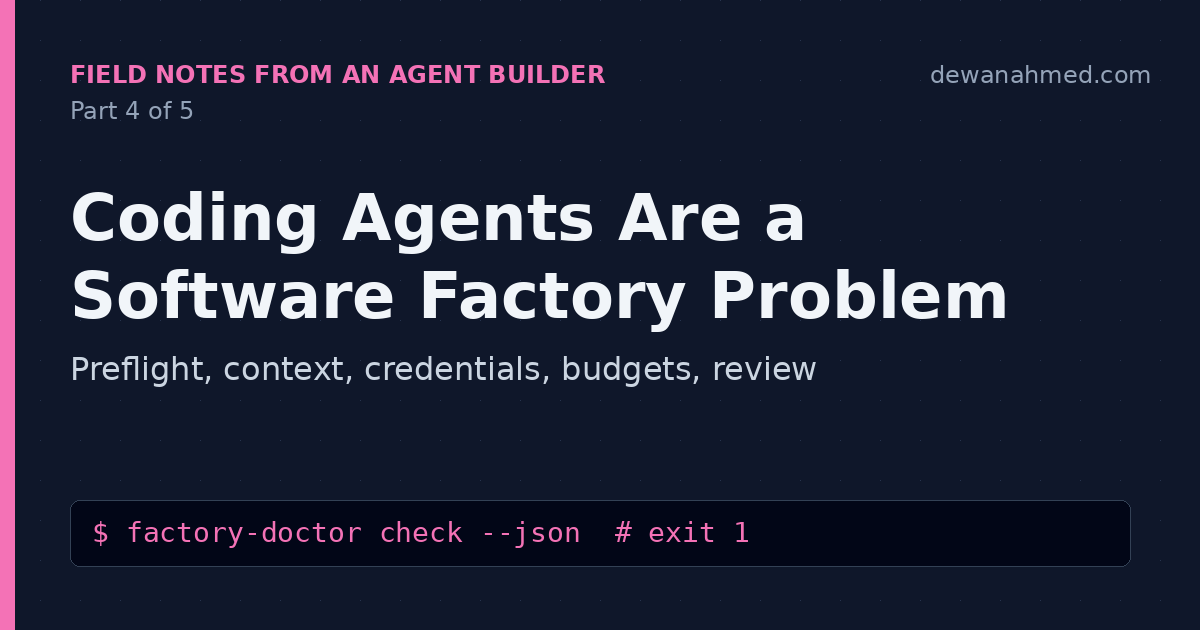 FIELD NOTES FROM AN AGENT BUILDER
dewanahmed.com
Part 4 of 5
Coding Agents Are a
Software Factory Problem
Preflight, context, credentials, budgets, review
$ factory-doctor check --json  # exit 1